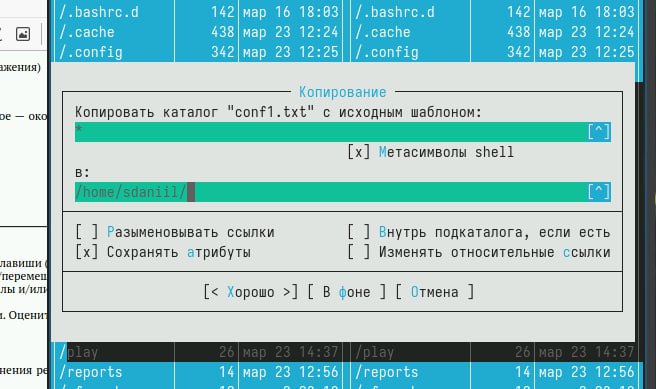 /.bashrc.d 142 мар 16 18:03 /.bashrc.d 142 мар 16 18:03
/.cache 438 мар 23 12:24 /.cache 438 мар 23 12:24
/.config 342 мар 23 12:25 /.config 342 мар 23 12:25
ажения)
Копирование
Копировать каталог "conf1.txt" с исходным шаблоном:
ое — око
* [^]
[x] Метасимволы shell
в:
/home/sdaniil/ [^]
[ ] Разыменовывать ссылки [ ] Внутрь подкаталога, если есть
[x] Сохранять атрибуты [ ] Изменять относительные ссылки
лавиши (
/перемещ
лы и/или
[< Хорошо >] [ В фоне ] [ Отмена ]
. Оценит
/play 26 мар 23 14:37 /play 26 мар 23 14:37
нения ре
/reports 14 мар 23 12:56 /reports 14 мар 23 12:56